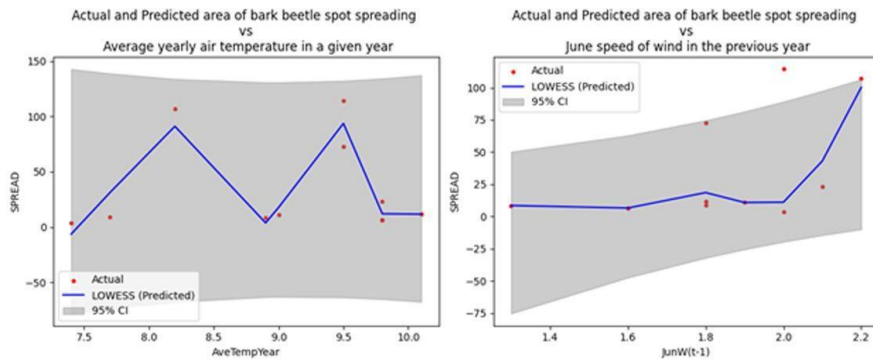 Actual and Predicted area of bark beetle spot spreading
vs
Average yearly air temperature in a given year
150
100
50
0
−50
SPREAD
Actual
LOWESS (Predicted)
95% CI
7.5 8.0 8.5 9.0 9.5 10.0
AveTempYear
Actual and Predicted area of bark beetle spot spreading
vs
June speed of wind in the previous year
100
75
50
25
0
−25
−50
−75
SPREAD
Actual
LOWESS (Predicted)
95% CI
1.4 1.6 1.8 2.0 2.2
JunW(t-1)